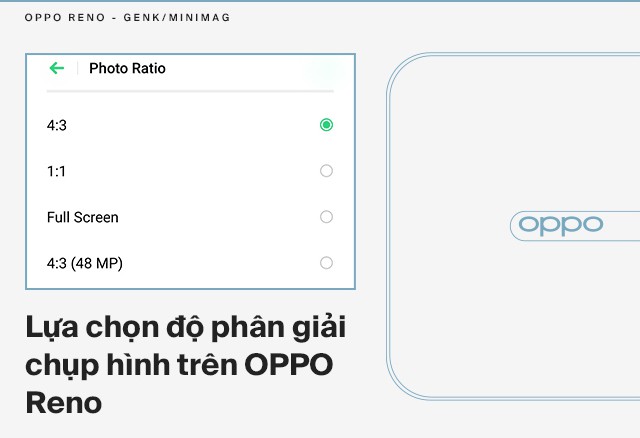 OPPO RENO - GENK/MINIMAG
Photo Ratio
4:3
1:1
Full Screen
4:3 (48 MP)
Lựa chọn độ phân giải
chụp hình trên OPPO
Reno
oppo